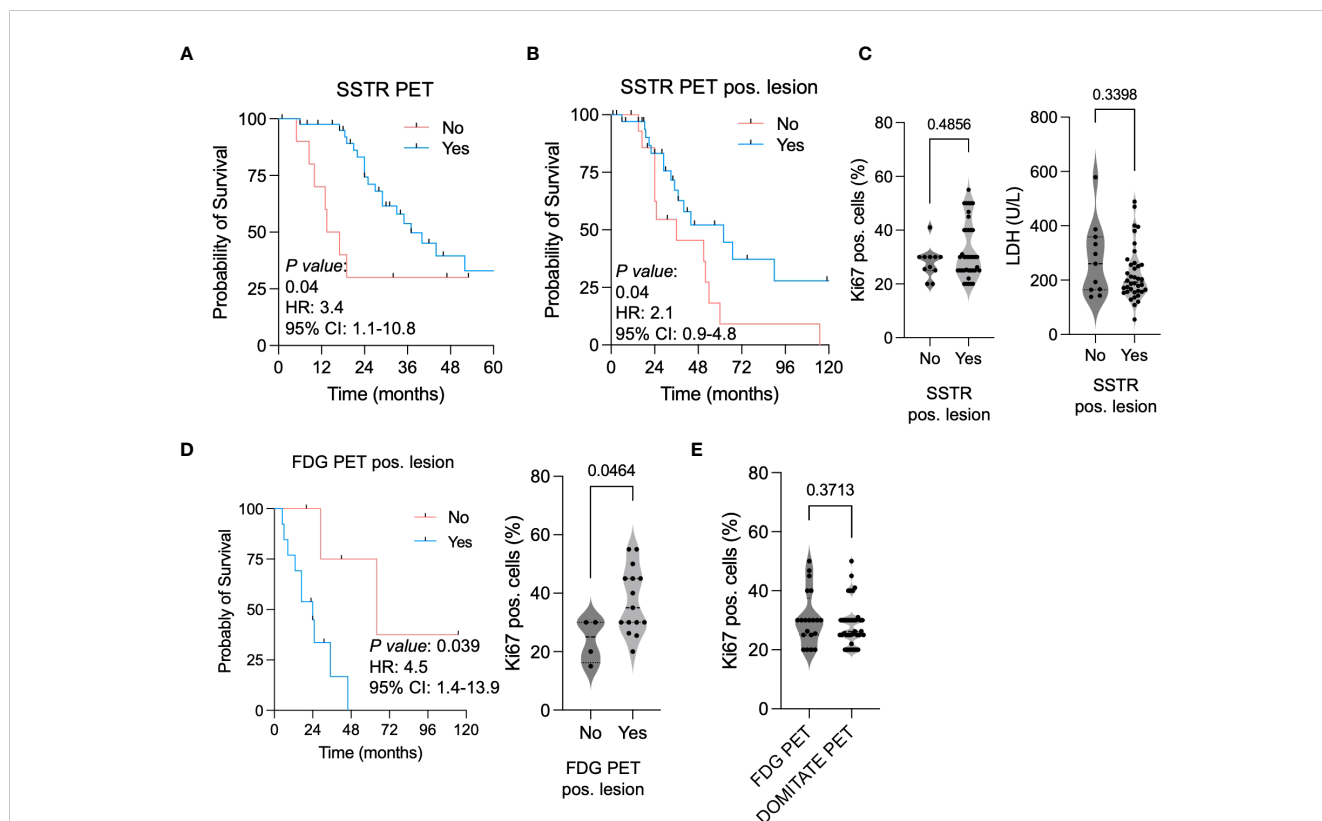 A
SSTR PET
100
75
50
25
0
Probability of Survival
No
Yes
P value:
0.04
HR: 3.4
95% CI: 1.1-10.8
0 12 24 36 48 60
Time (months)
B
SSTR PET pos. lesion
100
75
50
25
0
Probability of Survival
No
Yes
P value:
0.04
HR: 2.1
95% CI: 0.9-4.8
0 24 48 72 96 120
Time (months)
C
80
60
40
20
0
Ki67 pos. cells (%)
0.4856
No Yes
SSTR
pos. lesion
800
600
400
200
0
LDH (U/L)
0.3398
No Yes
SSTR
pos. lesion
D
FDG PET pos. lesion
100
75
50
25
0
Probably of Survival
No
Yes
P value: 0.039
HR: 4.5
95% CI: 1.4-13.9
0 24 48 72 96 120
Time (months)
80
60
40
20
0
Ki67 pos. cells (%)
0.0464
No Yes
FDG PET
pos. lesion
E
80
60
40
20
0
Ki67 pos. cells (%)
0.3713
FDG PET
DOMITATE PET